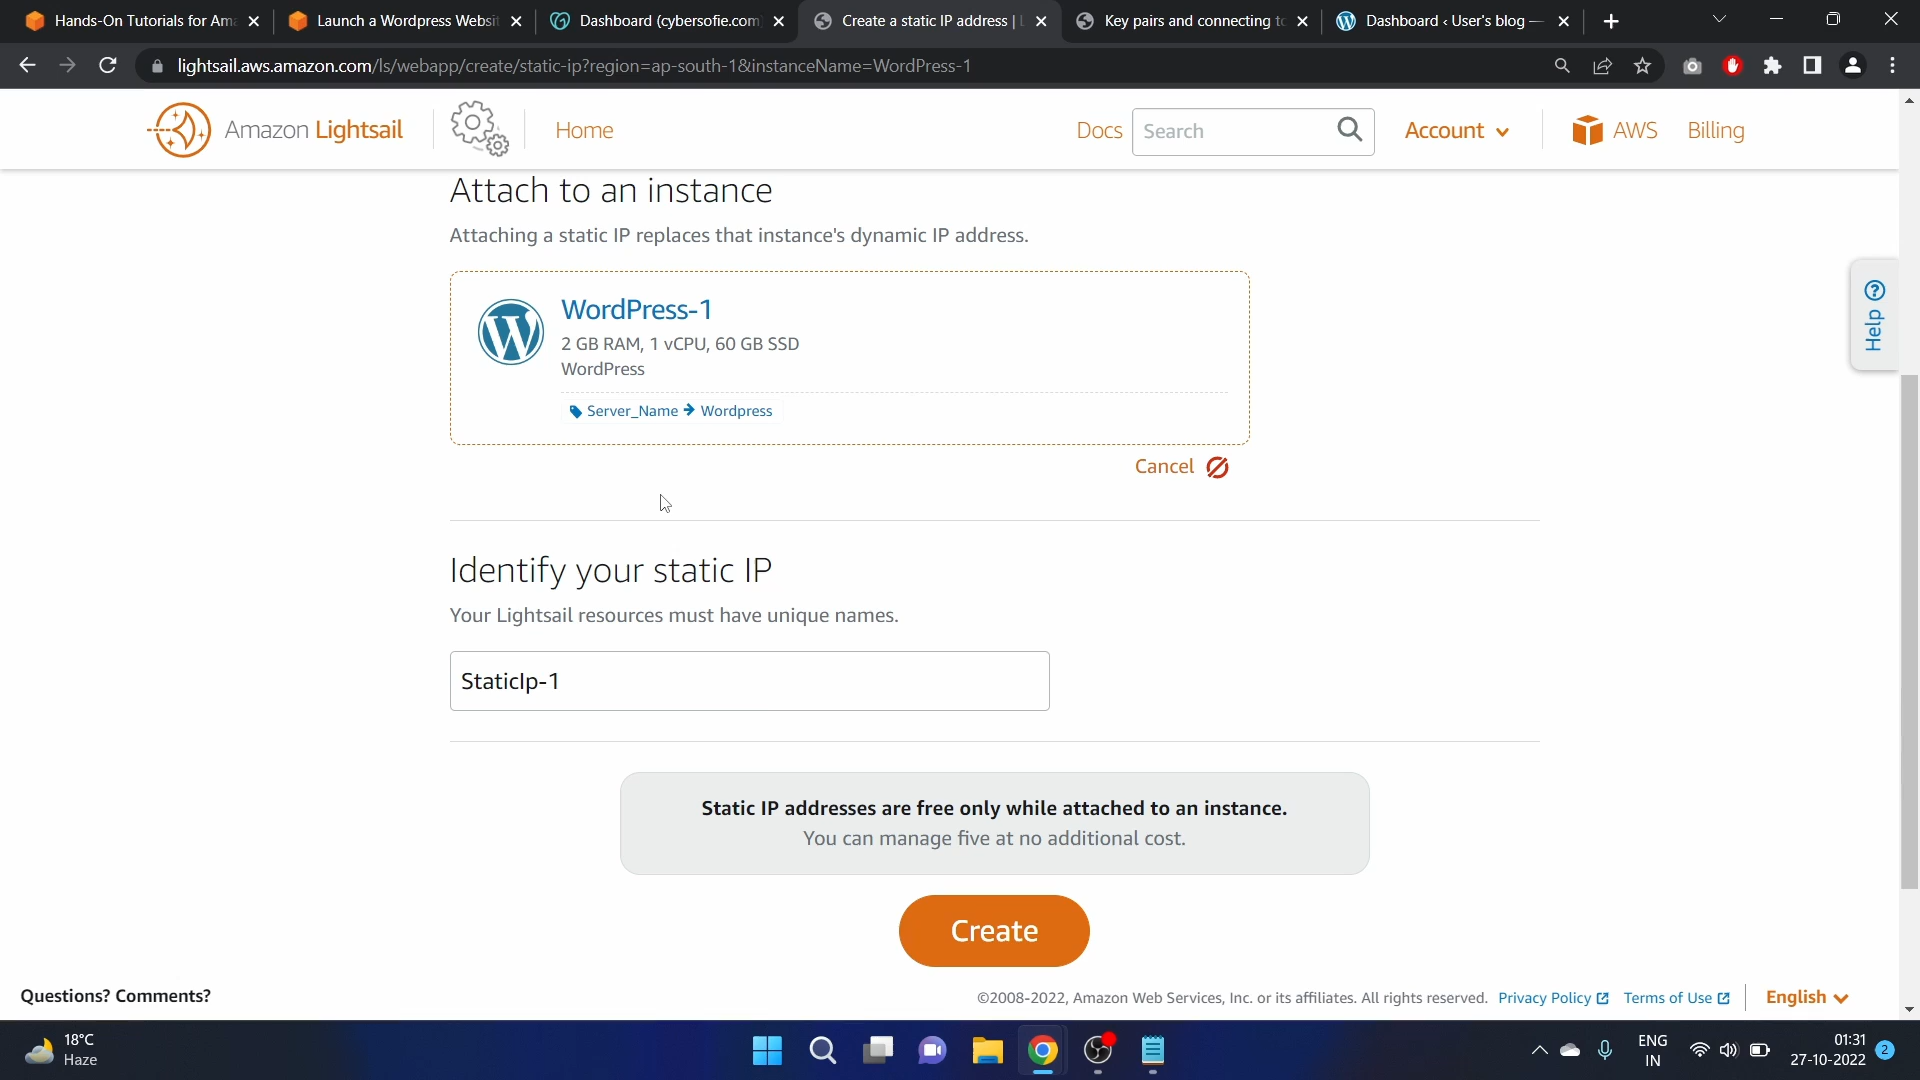 Hands-On Tutorials for Am
Launch a Wordpress Websit
Dashboard (cybersofie.com
Create a static IP address | L
Key pairs and connecting to
Dashboard ‹ User's blog —
lightsail.aws.amazon.com/ls/webapp/create/static-ip?region=ap-south-1&instanceName=WordPress-1
Amazon Lightsail
Home
Docs
Search
Account
AWS
Billing
Attach to an instance
Attaching a static IP replaces that instance's dynamic IP address.
WordPress-1
2 GB RAM, 1 vCPU, 60 GB SSD
WordPress
Server_Name → Wordpress
Cancel
Help
Identify your static IP
Your Lightsail resources must have unique names.
StaticIp-1
Static IP addresses are free only while attached to an instance.
You can manage five at no additional cost.
Create
Questions? Comments?
©2008-2022, Amazon Web Services, Inc. or its affiliates. All rights reserved.
Privacy Policy
Terms of Use
English
18°C
Haze
ENG
IN
01:31
27-10-2022
2